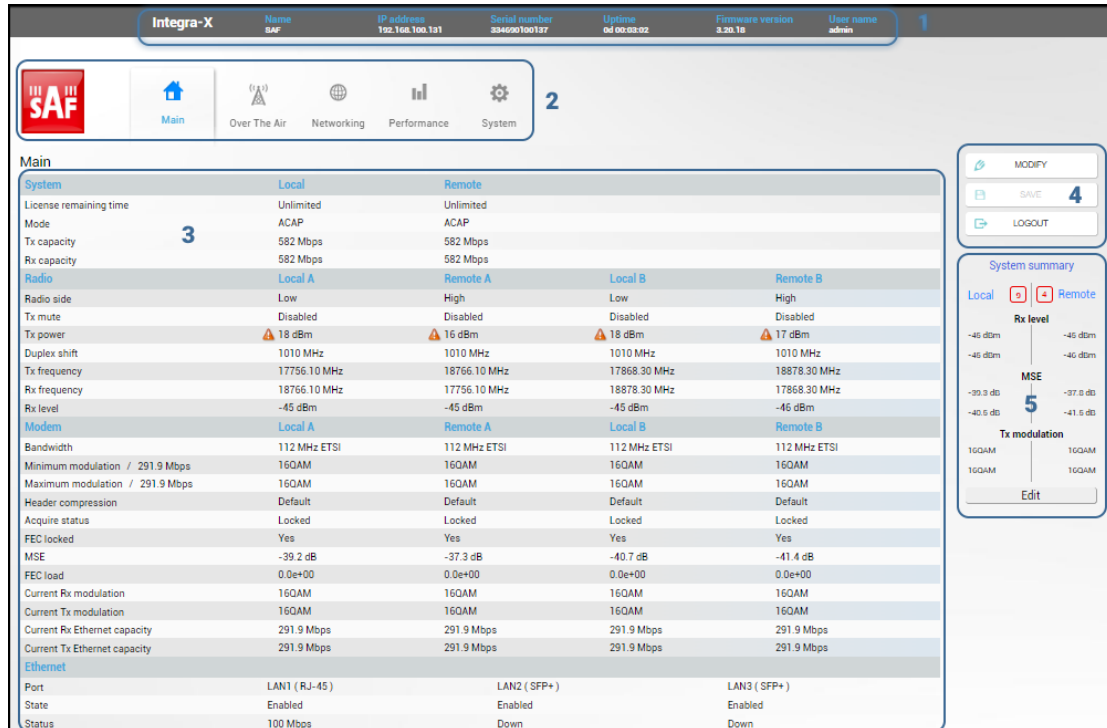 Integra-X Name IP address Serial number Uptime Firmware version User name 1
SAF 192.168.100.131 334690100137 0d 00:03:02 3.20.18 admin
SAF
Main Over The Air Networking Performance System 2
Main
System Local Remote
License remaining time Unlimited Unlimited
Mode ACAP ACAP
3
Tx capacity 582 Mbps 582 Mbps
Rx capacity 582 Mbps 582 Mbps
Radio Local A Remote A Local B Remote B
Radio side Low High Low High
Tx mute Disabled Disabled Disabled Disabled
Tx power 18 dBm 16 dBm 18 dBm 17 dBm
Duplex shift 1010 MHz 1010 MHz 1010 MHz 1010 MHz
Tx frequency 17756.10 MHz 18766.10 MHz 17868.30 MHz 18878.30 MHz
Rx frequency 18766.10 MHz 17756.10 MHz 18878.30 MHz 17868.30 MHz
Rx level -45 dBm -45 dBm -45 dBm -46 dBm
Modem Local A Remote A Local B Remote B
Bandwidth 112 MHz ETSI 112 MHz ETSI 112 MHz ETSI 112 MHz ETSI
Minimum modulation / 291.9 Mbps 16QAM 16QAM 16QAM 16QAM
Maximum modulation / 291.9 Mbps 16QAM 16QAM 16QAM 16QAM
Header compression Default Default Default Default
Acquire status Locked Locked Locked Locked
FEC locked Yes Yes Yes Yes
MSE -39.2 dB -37.3 dB -40.7 dB -41.4 dB
FEC load 0.0e+00 0.0e+00 0.0e+00 0.0e+00
Current Rx modulation 16QAM 16QAM 16QAM 16QAM
Current Tx modulation 16QAM 16QAM 16QAM 16QAM
Current Rx Ethernet capacity 291.9 Mbps 291.9 Mbps 291.9 Mbps 291.9 Mbps
Current Tx Ethernet capacity 291.9 Mbps 291.9 Mbps 291.9 Mbps 291.9 Mbps
Ethernet
Port LAN1 ( RJ-45 ) LAN2 ( SFP+ ) LAN3 ( SFP+ )
State Enabled Enabled Enabled
Status 100 Mbps Down Down
MODIFY
SAVE 4
LOGOUT
System summary
Local 9 4 Remote
Rx level
-45 dBm -45 dBm
-45 dBm -46 dBm
MSE
-39.3 dB -37.8 dB
5
-40.5 dB -41.5 dB
Tx modulation
16QAM 16QAM
16QAM 16QAM
Edit